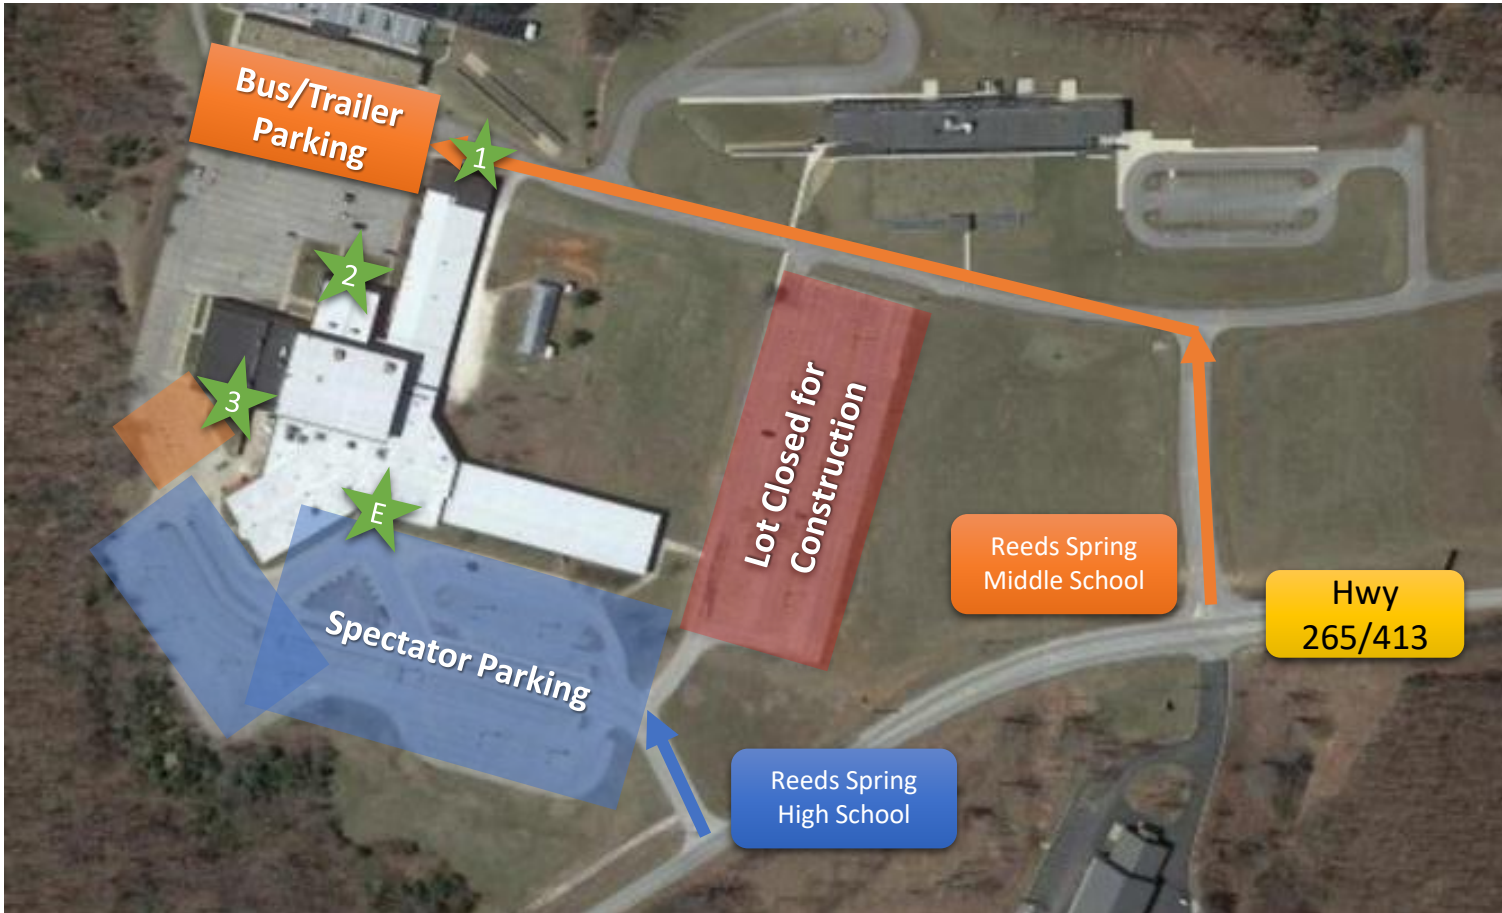 Bus/Trailer
Parking
1
2
3
E
Lot Closed for
Construction
Spectator Parking
Reeds Spring
Middle School
Hwy
265/413
Reeds Spring
High School